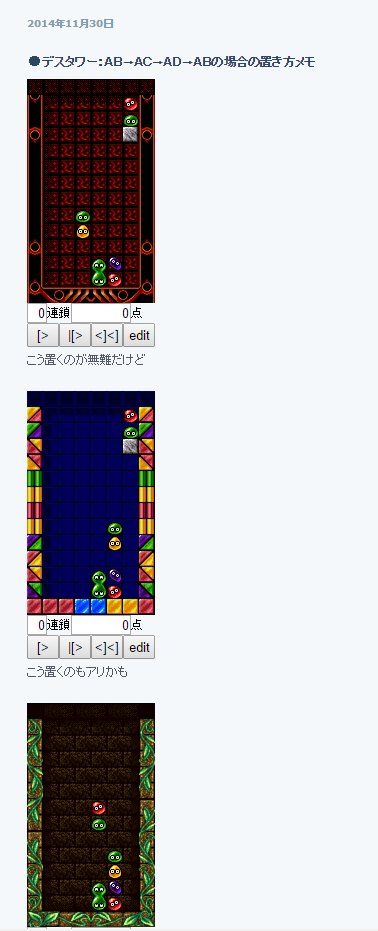 2014年11月30日
●デスタワー：AB→AC→AD→ABの場合の置き方メモ
0連鎖 0点
[> |[> <]<] edit
こう置くのが無難だけど
0連鎖 0点
[> |[> <]<] edit
こう置くのもアリかも